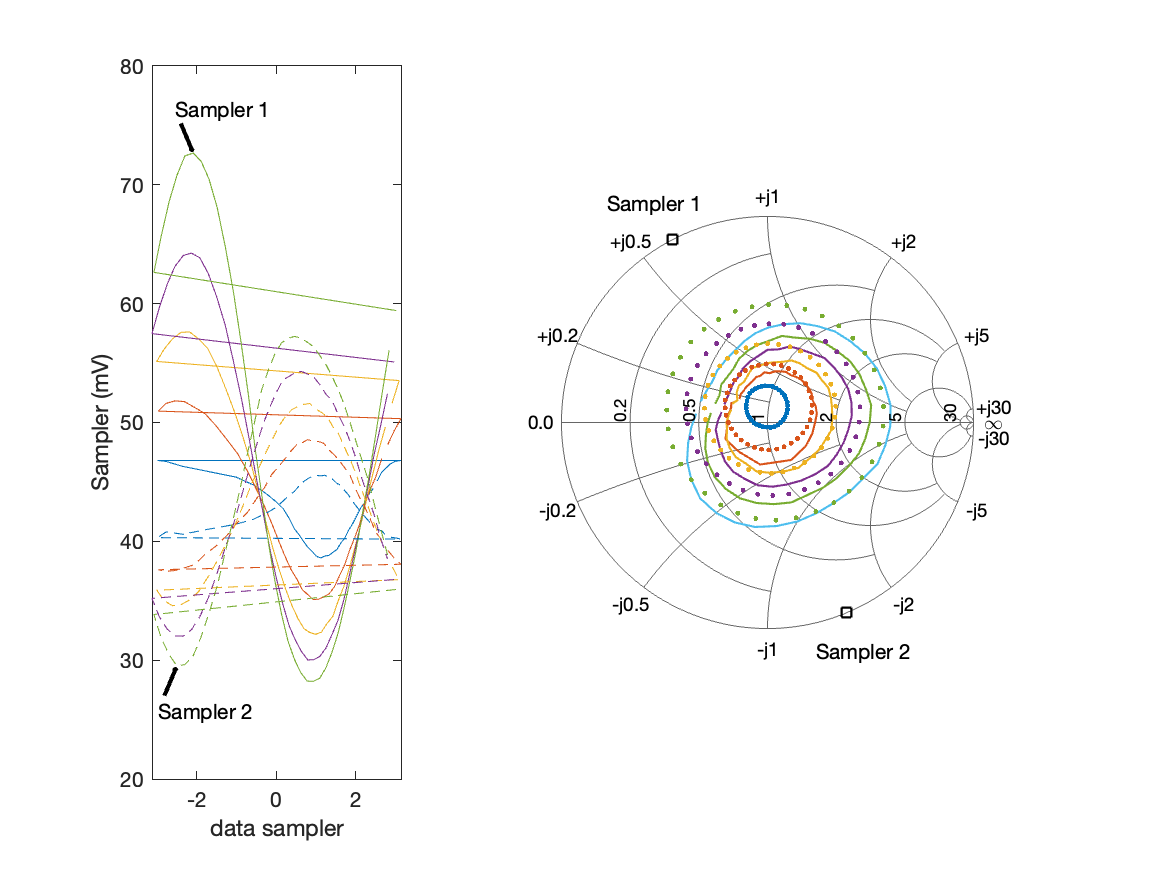 80
70
60
50
40
30
20
Sampler (mV)
-2
0
2
data sampler
Sampler 1
Sampler 2
Sampler 1
+j1
+j0.5
+j2
+j0.2
+j5
0.0
0.2
0.5
1
2
5
30
+j30
∞
-j30
-j0.2
-j5
-j0.5
-j2
-j1
Sampler 2